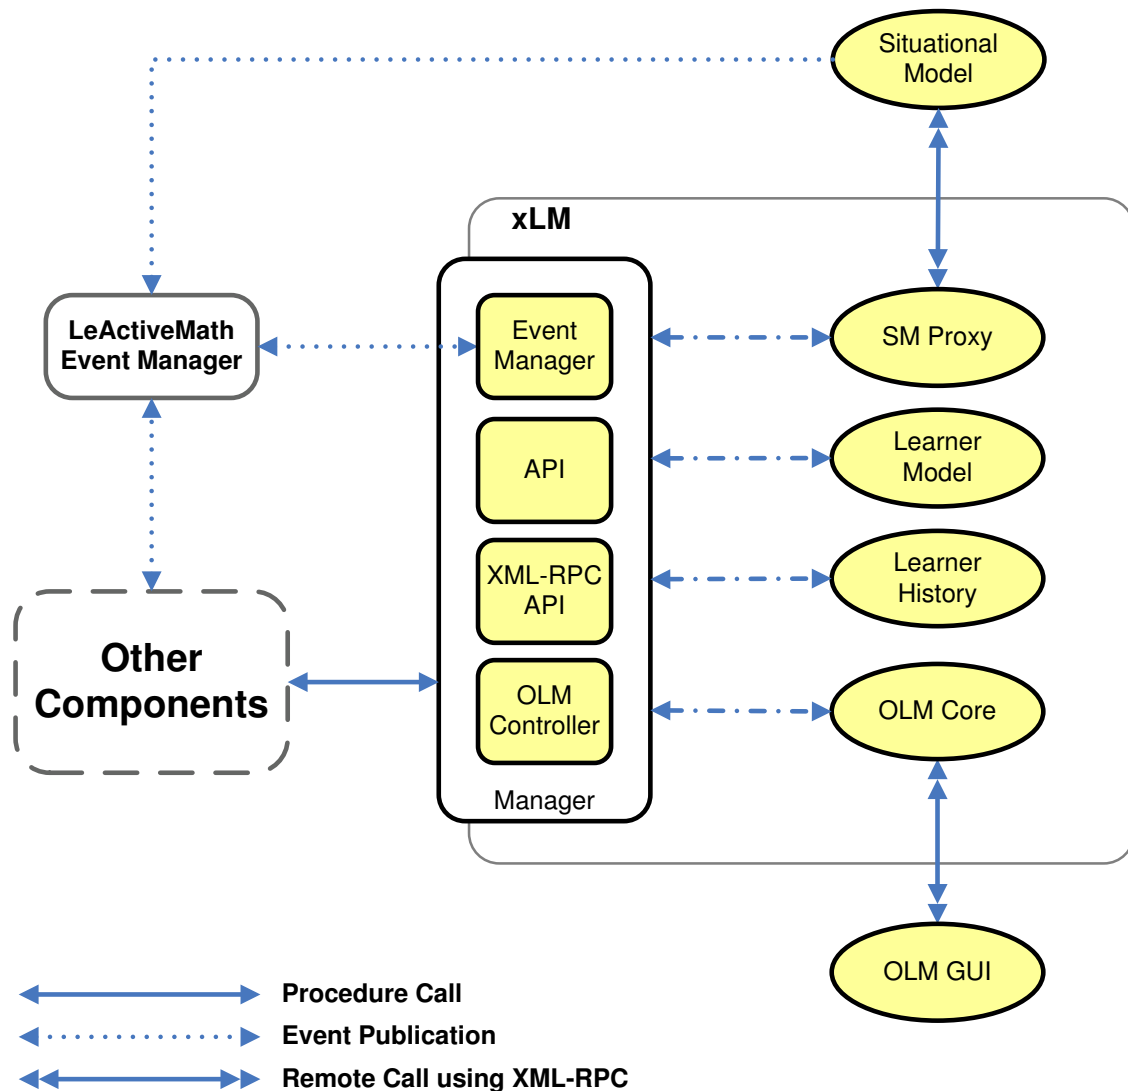 Situational
Model
xLM
LeActiveMath
Event Manager
Event
Manager
SM Proxy
API
Learner
Model
XML-RPC
API
Learner
History
Other
Components
OLM
Controller
OLM Core
Manager
OLM GUI
Procedure Call
Event Publication
Remote Call using XML-RPC